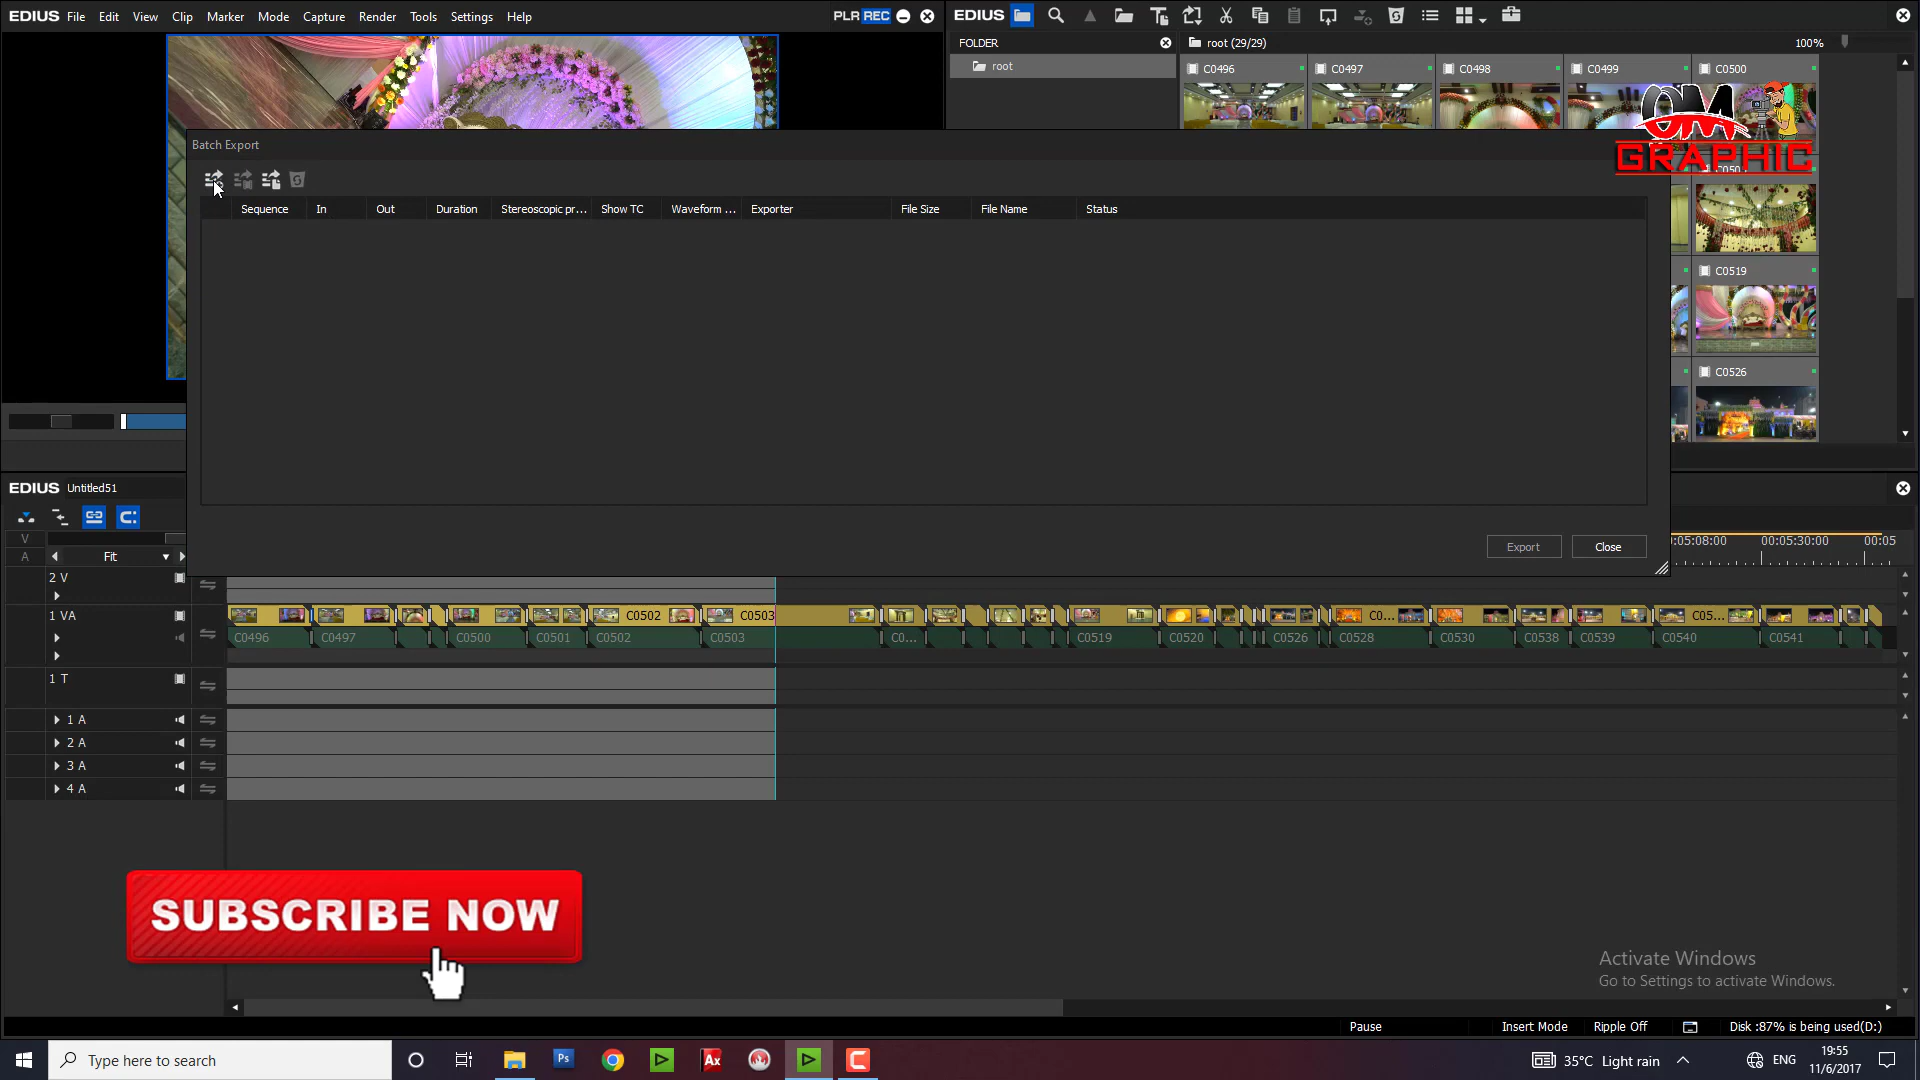 EDIUS File Edit View Clip Marker Mode Capture Render Tools Settings Help PLR REC
EDIUS
FOLDER
root (29/29)
100%
root
C0496 C0497 C0498 C0499 C0500
OM
GRAPHIC
Batch Export
Sequence In Out Duration Stereoscopic pr... Show TC Waveform ... Exporter File Size File Name Status
C0519
C0526
Export Close
EDIUS Untitled51
V
A
Fit
00:05:30:00 00:05
2 V
1 VA
C0502 C0503 C0... C05...
C0496 C0497 C0500 C0501 C0502 C0503 C0... C0519 C0520 C0526 C0528 C0530 C0538 C0539 C0540 C0541
1 T
1 A
2 A
3 A
4 A
SUBSCRIBE NOW
Activate Windows
Go to Settings to activate Windows.
Pause Insert Mode Ripple Off Disk :87% is being used(D:)
Type here to search
Ps
Ax
C
35°C Light rain
ENG
19:55
11/6/2017